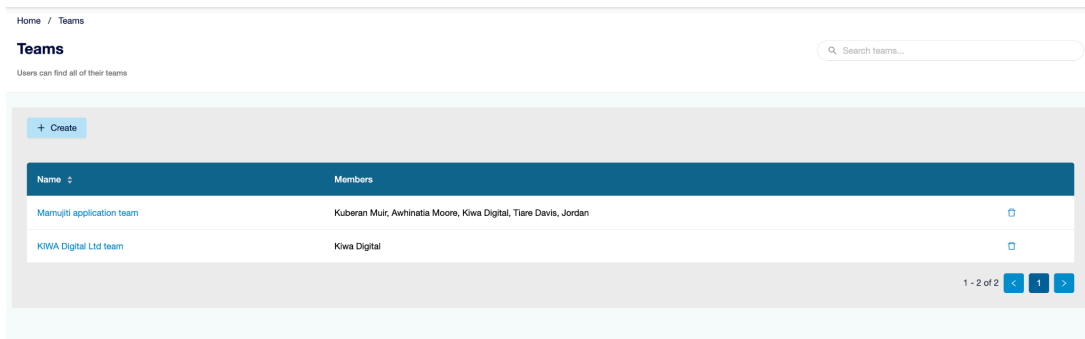 Home / Teams
Teams
Search teams...
Users can find all of their teams
+ Create
Name Members
Mamujiti application team Kuberan Muir, Awhinatia Moore, Kiwa Digital, Tiare Davis, Jordan
KIWA Digital Ltd team Kiwa Digital
1 - 2 of 2 < 1 >